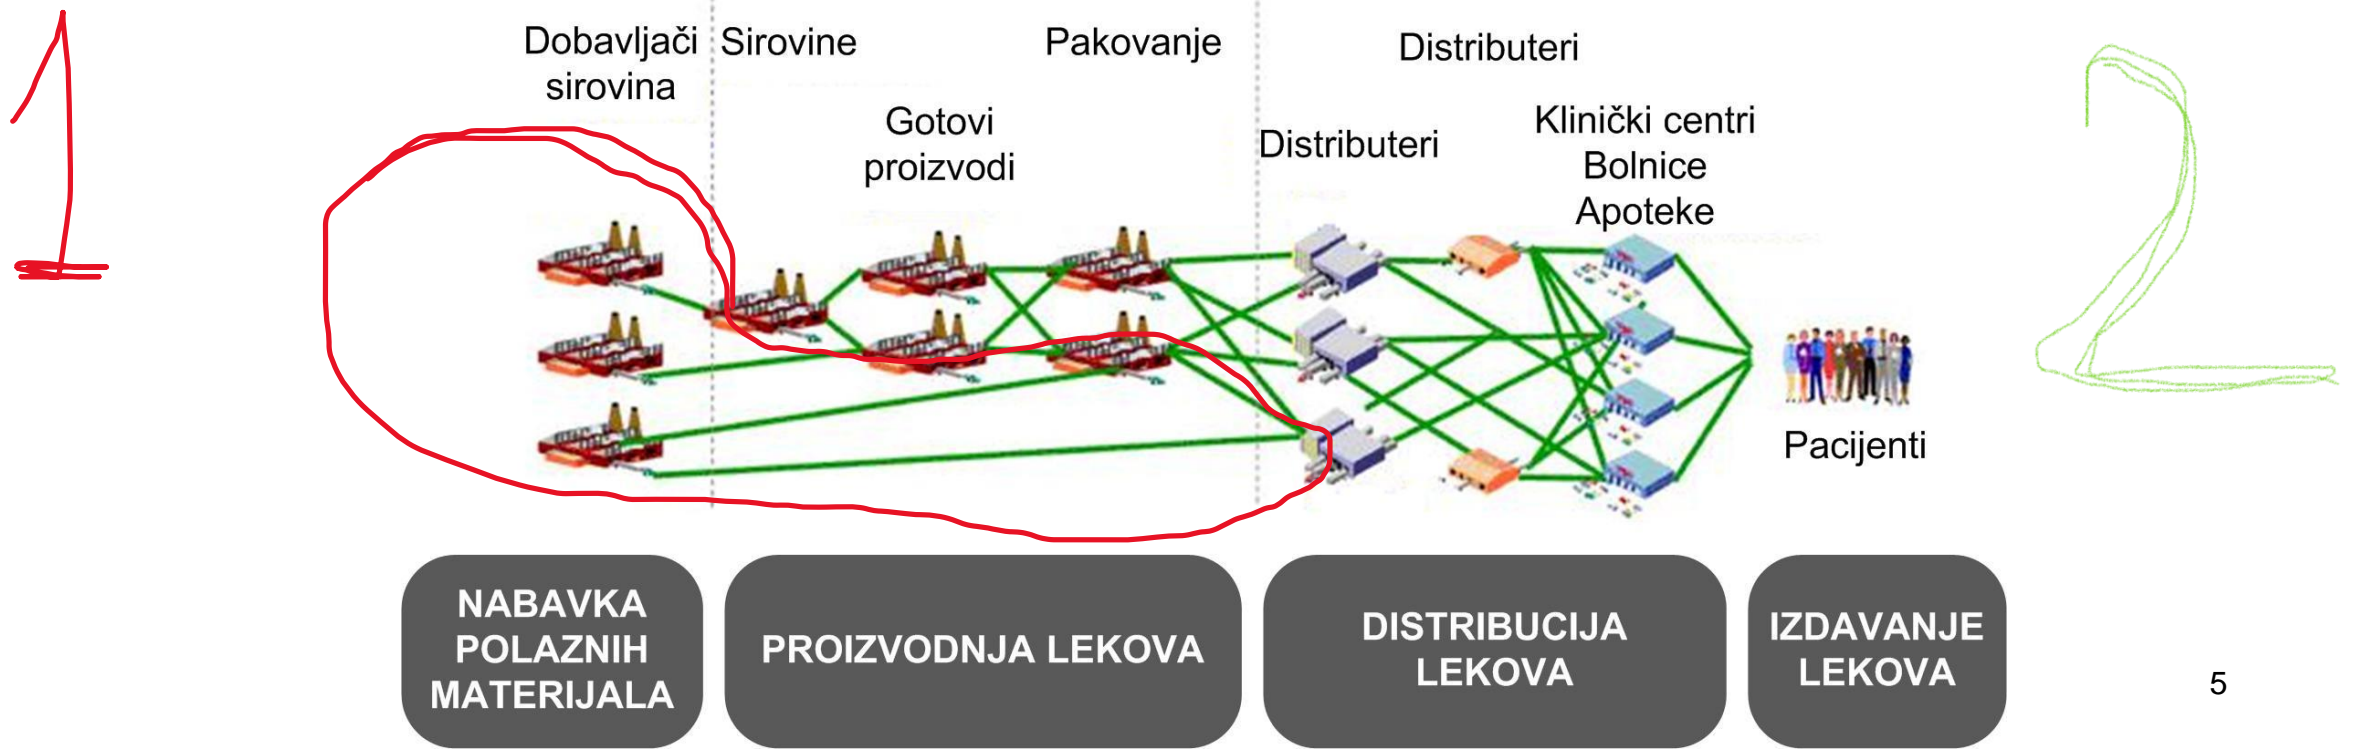 1
Dobavljači
sirovina
Sirovine
Gotovi
proizvodi
Pakovanje
Distributeri
Distributeri
Klinički centri
Bolnice
Apoteke
2
Pacijenti
NABAVKA
POLAZNIH
MATERIJALA
PROIZVODNJA LEKOVA
DISTRIBUCIJA
LEKOVA
IZDAVANJE
LEKOVA
5